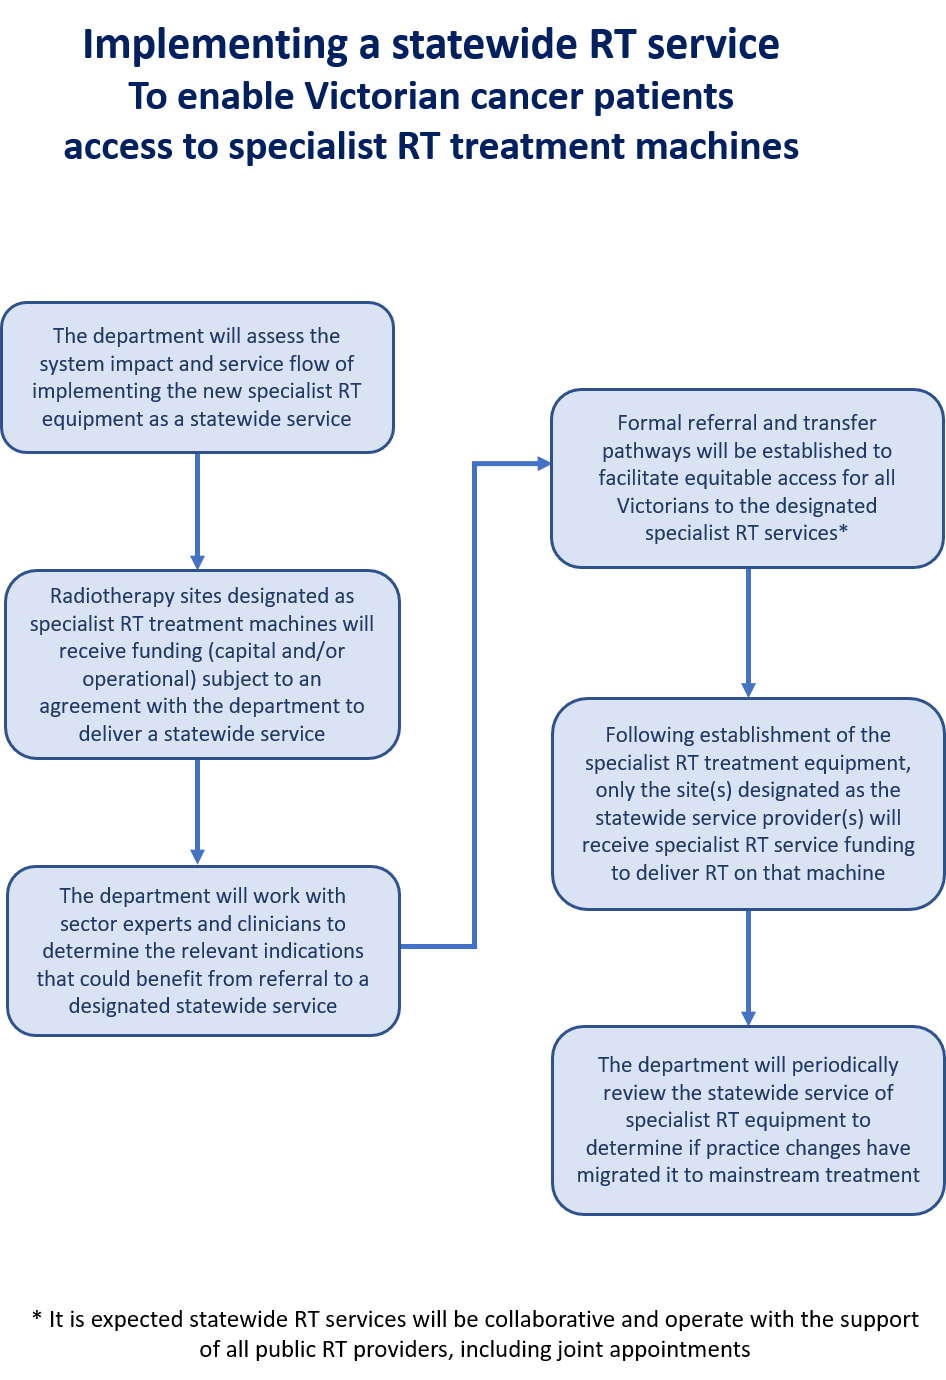 Implementing a statewide RT service
To enable Victorian cancer patients
access to specialist RT treatment machines
The department will assess the
system impact and service flow of
implementing the new specialist RT
equipment as a statewide service
Radiotherapy sites designated as
specialist RT treatment machines will
receive funding (capital and/or
operational) subject to an
agreement with the department to
deliver a statewide service
The department will work with
sector experts and clinicians to
determine the relevant indications
that could benefit from referral to a
designated statewide service
Formal referral and transfer
pathways will be established to
facilitate equitable access for all
Victorians to the designated
specialist RT services*
Following establishment of the
specialist RT treatment equipment,
only the site(s) designated as the
statewide service provider(s) will
receive specialist RT service funding
to deliver RT on that machine
The department will periodically
review the statewide service of
specialist RT equipment to
determine if practice changes have
migrated it to mainstream treatment
* It is expected statewide RT services will be collaborative and operate with the support
of all public RT providers, including joint appointments